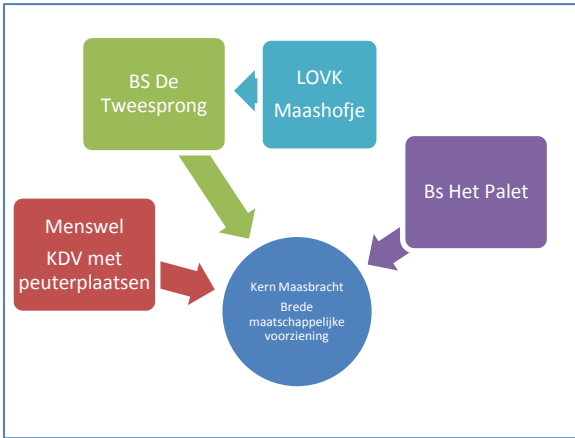 BS De
Tweesprong
LOVK
Maashofje
Bs Het Palet
Menswel
KDV met
peuterplaatsen
Kern Maasbracht
Brede
maatschappelijke
voorziening